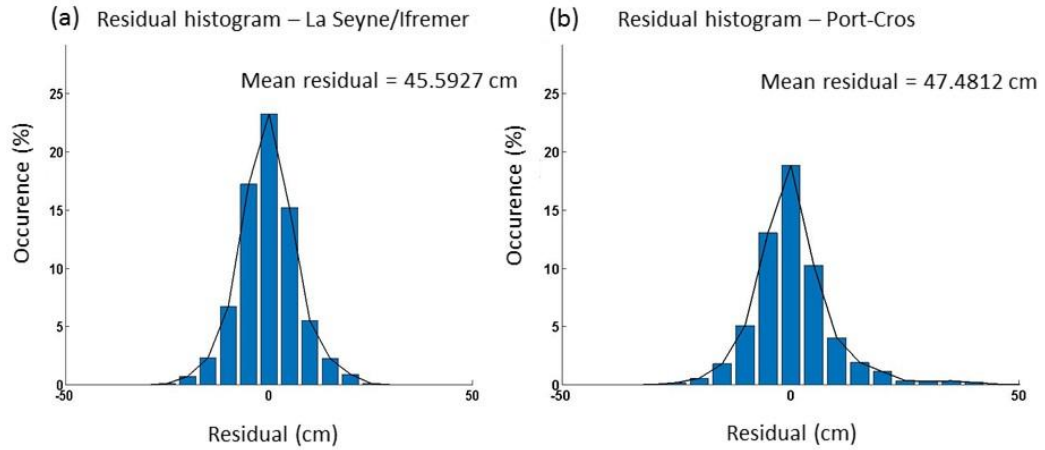 (a) Residual histogram – La Seyne/Ifremer
Mean residual = 45.5927 cm
Occurence (%)
25
20
15
10
5
0
-50
0
50
Residual (cm)
(b) Residual histogram – Port-Cros
Mean residual = 47.4812 cm
Occurence (%)
25
20
15
10
5
0
-50
0
50
Residual (cm)